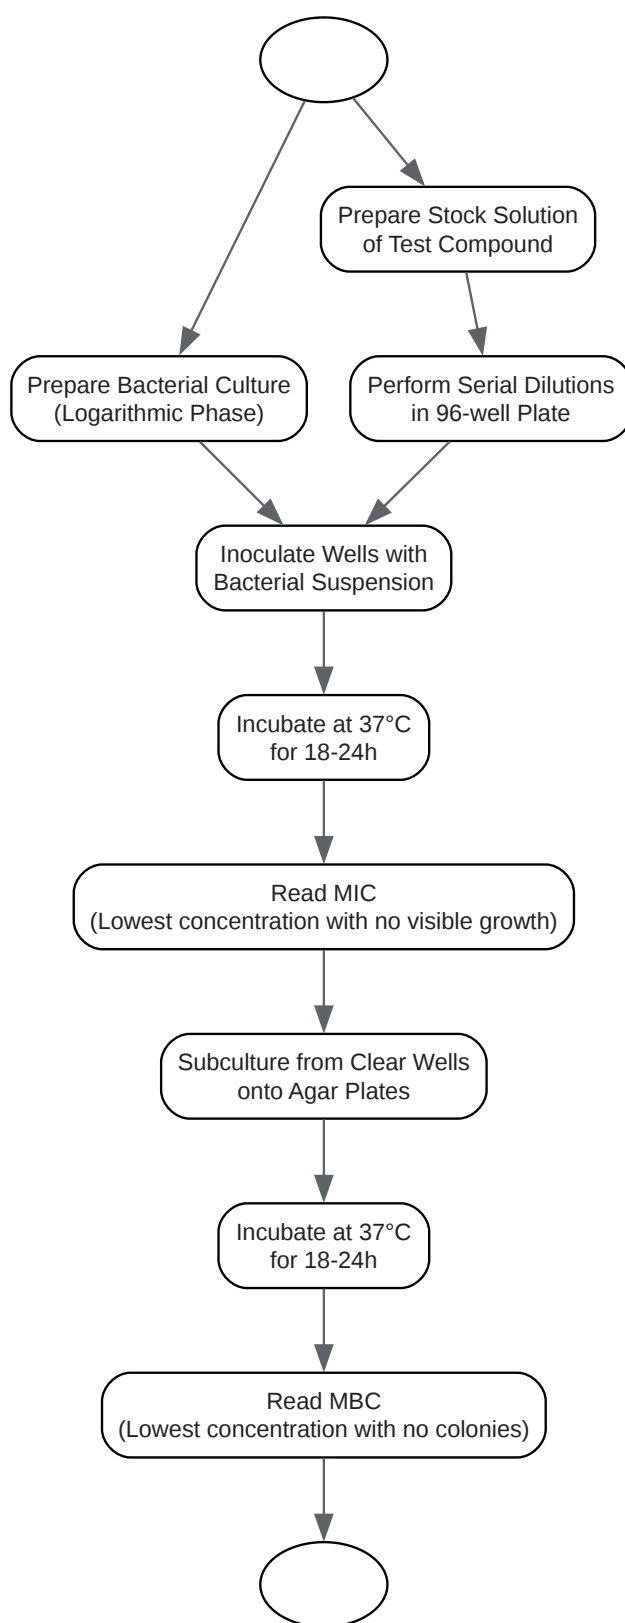 Prepare Stock Solution
of Test Compound
Prepare Bacterial Culture
(Logarithmic Phase)
Perform Serial Dilutions
in 96-well Plate
Inoculate Wells with
Bacterial Suspension
Incubate at 37°C
for 18-24h
Read MIC
(Lowest concentration with no visible growth)
Subculture from Clear Wells
onto Agar Plates
Incubate at 37°C
for 18-24h
Read MBC
(Lowest concentration with no colonies)